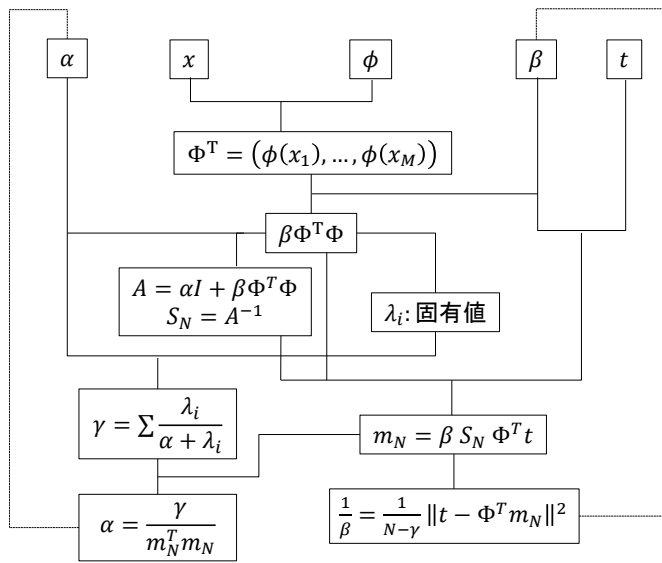 α x ϕ β t
Φ^T = (ϕ(x_1), …, ϕ(x_M))
βΦ^TΦ
A = αI + βΦ^TΦ
S_N = A^{-1}
λ_i: 固有値
γ = ∑ λ_i / (α + λ_i)
m_N = β S_N Φ^T t
α = γ / (m_N^T m_N)
1/β = 1/(N−γ) ‖t − Φ^T m_N‖^2